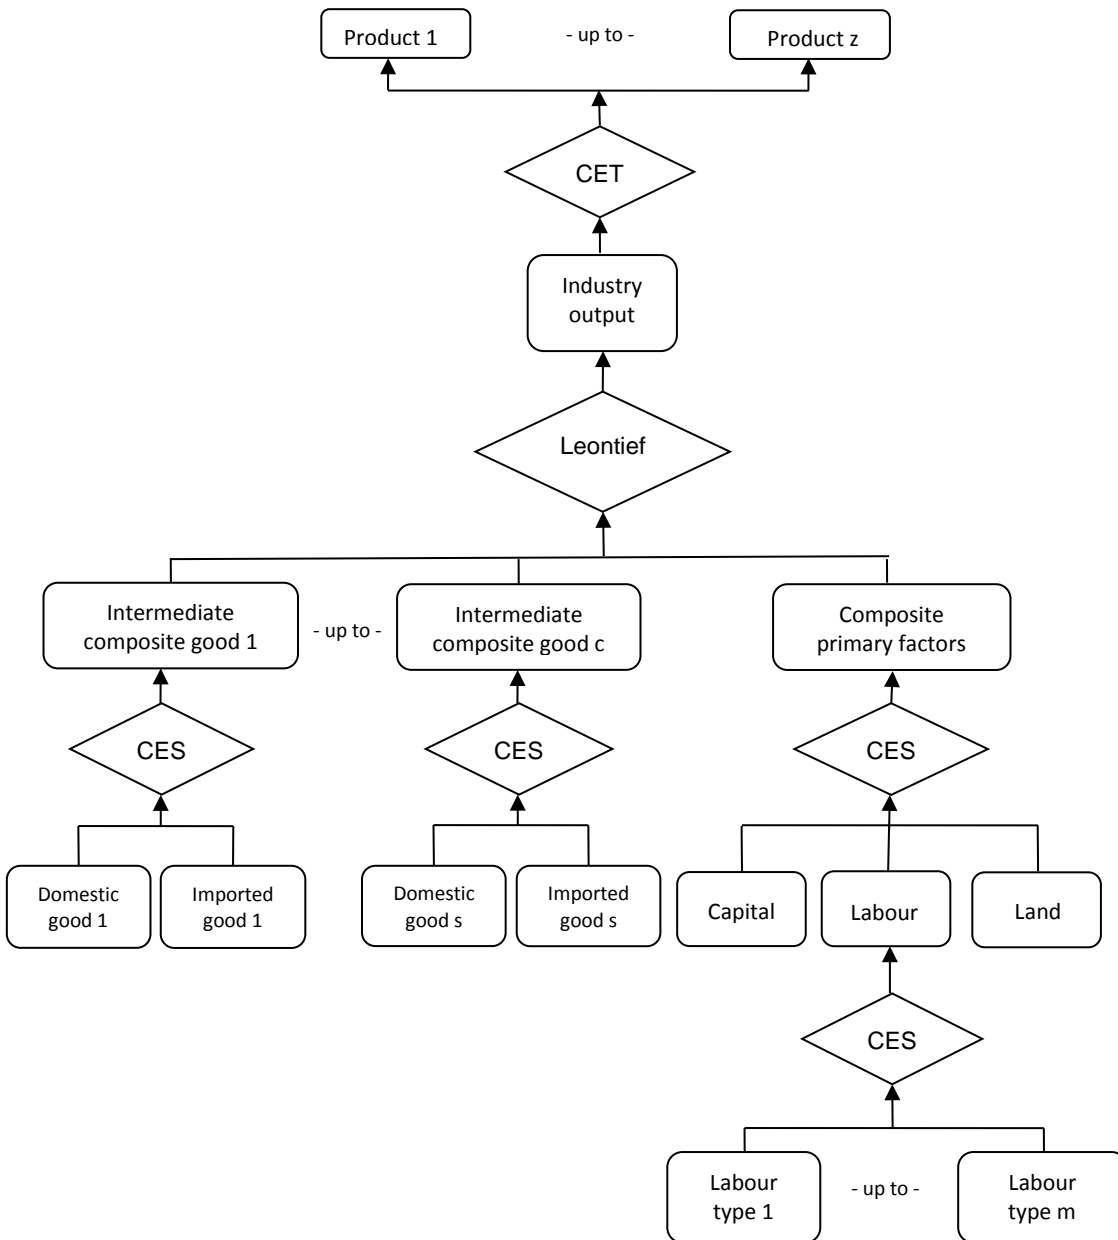 Product 1
- up to -
Product z
CET
Industry
output
Leontief
Intermediate
composite good 1
- up to -
Intermediate
composite good c
Composite
primary factors
CES
CES
CES
Domestic
good 1
Imported
good 1
Domestic
good s
Imported
good s
Capital
Labour
Land
CES
Labour
type 1
- up to -
Labour
type m